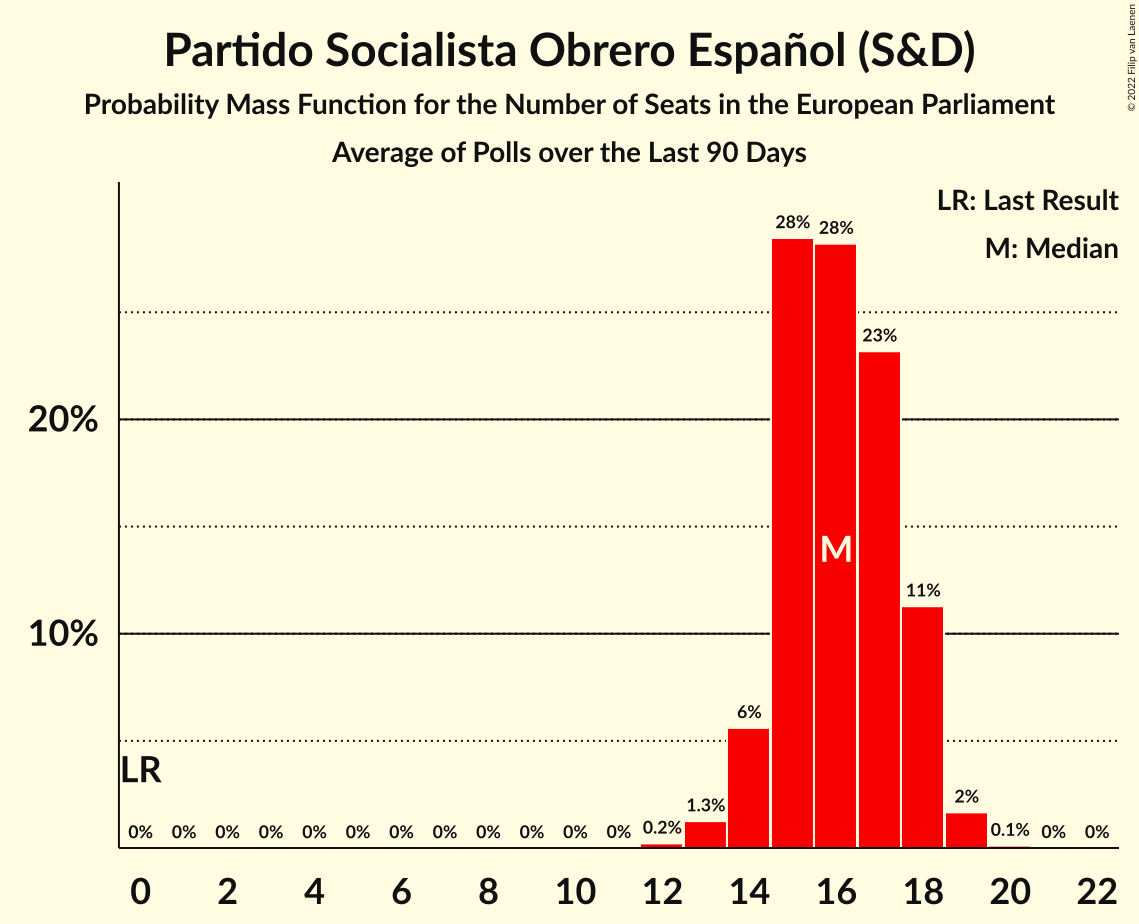 Partido Socialista Obrero Español (S&D)
Probability Mass Function for the Number of Seats in the European Parliament
Average of Polls over the Last 90 Days
© 2022 Filip van Laenen
LR: Last Result
M: Median
28% 28%
23%
20%
M
11%
10%
6%
LR
0% 0% 0% 0% 0% 0% 0% 0% 0% 0% 0% 0% 0.2% 1.3% 2% 0.1% 0% 0%
0 2 4 6 8 10 12 14 16 18 20 22